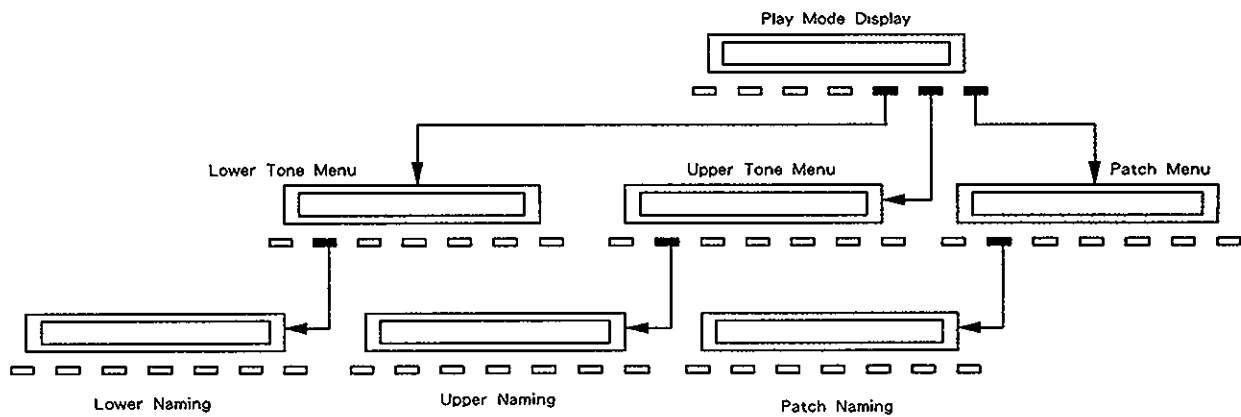 Play Mode Display
Lower Tone Menu
Upper Tone Menu
Patch Menu
Lower Naming
Upper Naming
Patch Naming